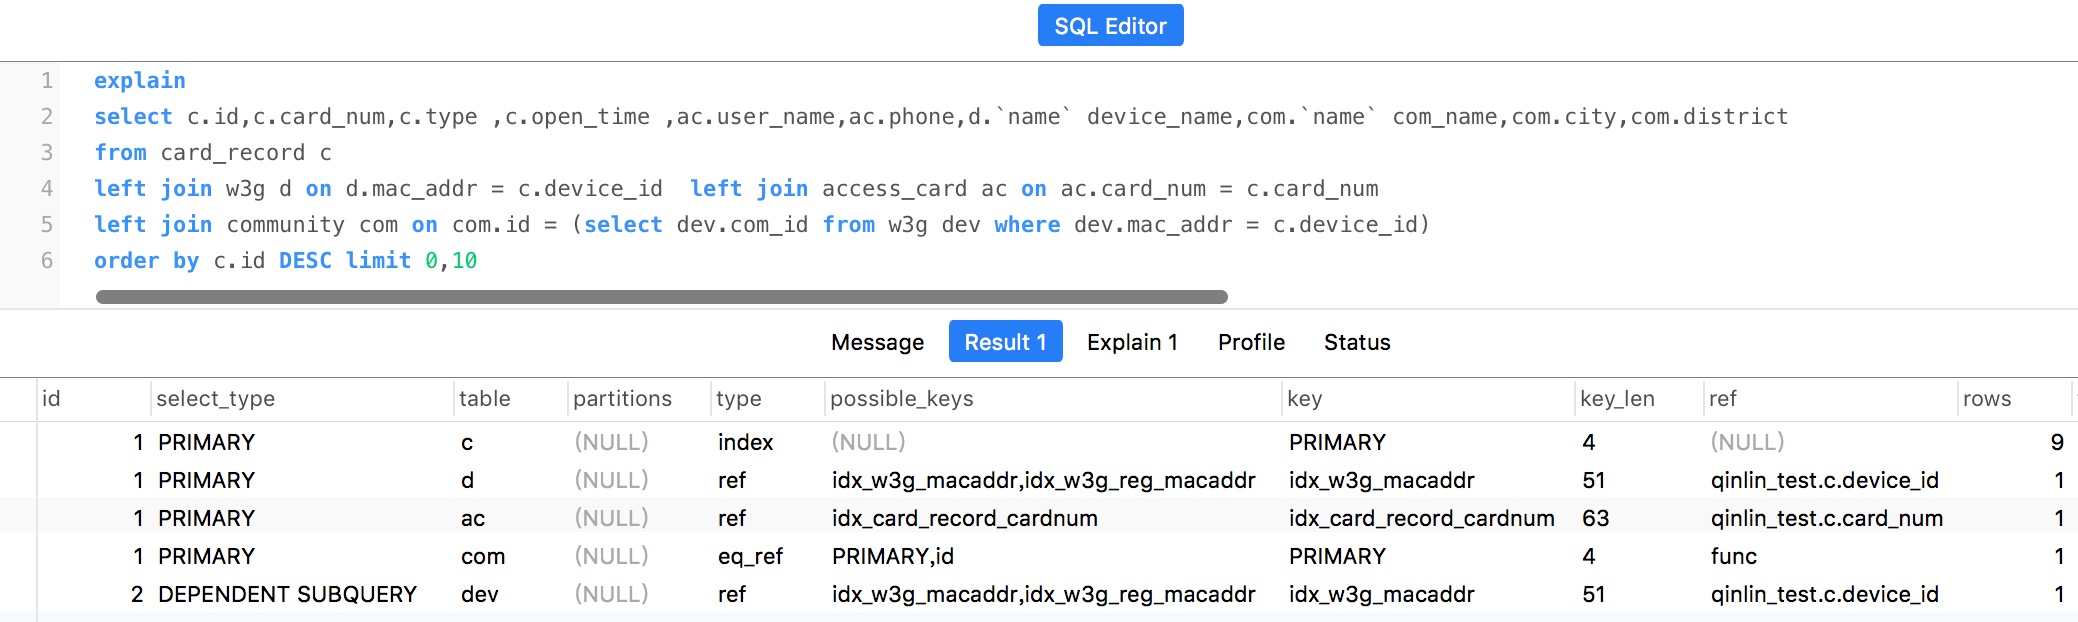 SQL Editor
1 explain
2 select c.id,c.card_num,c.type ,c.open_time ,ac.user_name,ac.phone,d.`name` device_name,com.`name` com_name,com.city,com.district
3 from card_record c
4 left join w3g d on d.mac_addr = c.device_id  left join access_card ac on ac.card_num = c.card_num
5 left join community com on com.id = (select dev.com_id from w3g dev where dev.mac_addr = c.device_id)
6 order by c.id DESC limit 0,10
Message Result 1 Explain 1 Profile Status
id select_type table partitions type possible_keys key key_len ref rows
1 PRIMARY c (NULL) index (NULL) PRIMARY 4 (NULL) 9
1 PRIMARY d (NULL) ref idx_w3g_macaddr,idx_w3g_reg_macaddr idx_w3g_macaddr 51 qinlin_test.c.device_id 1
1 PRIMARY ac (NULL) ref idx_card_record_cardnum idx_card_record_cardnum 63 qinlin_test.c.card_num 1
1 PRIMARY com (NULL) eq_ref PRIMARY,id PRIMARY 4 func 1
2 DEPENDENT SUBQUERY dev (NULL) ref idx_w3g_macaddr,idx_w3g_reg_macaddr idx_w3g_macaddr 51 qinlin_test.c.device_id 1